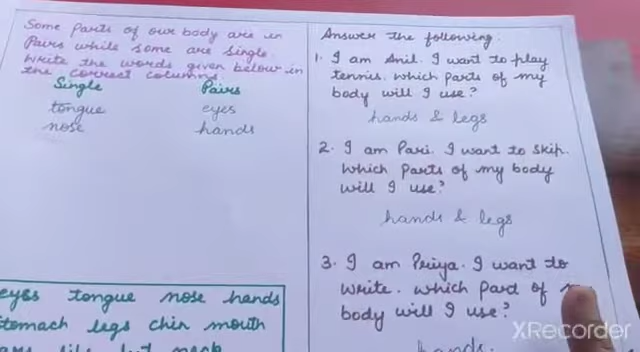 Some Parts of our body are in
Pairs while some are single.
Write the words given below in
the correct columns.
Single Pairs
tongue eyes
nose hands
eyes tongue nose hands
stomach legs chin mouth
neck
Answer the following.
1. I am Anil. I want to play
tennis. Which parts of my
body will I use?
hands & legs
2. I am Pari. I want to skip.
Which parts of my body
will I use?
hands & legs
3. I am Priya. I want to
write. Which part of
body will I use?
hands.
XRecorder